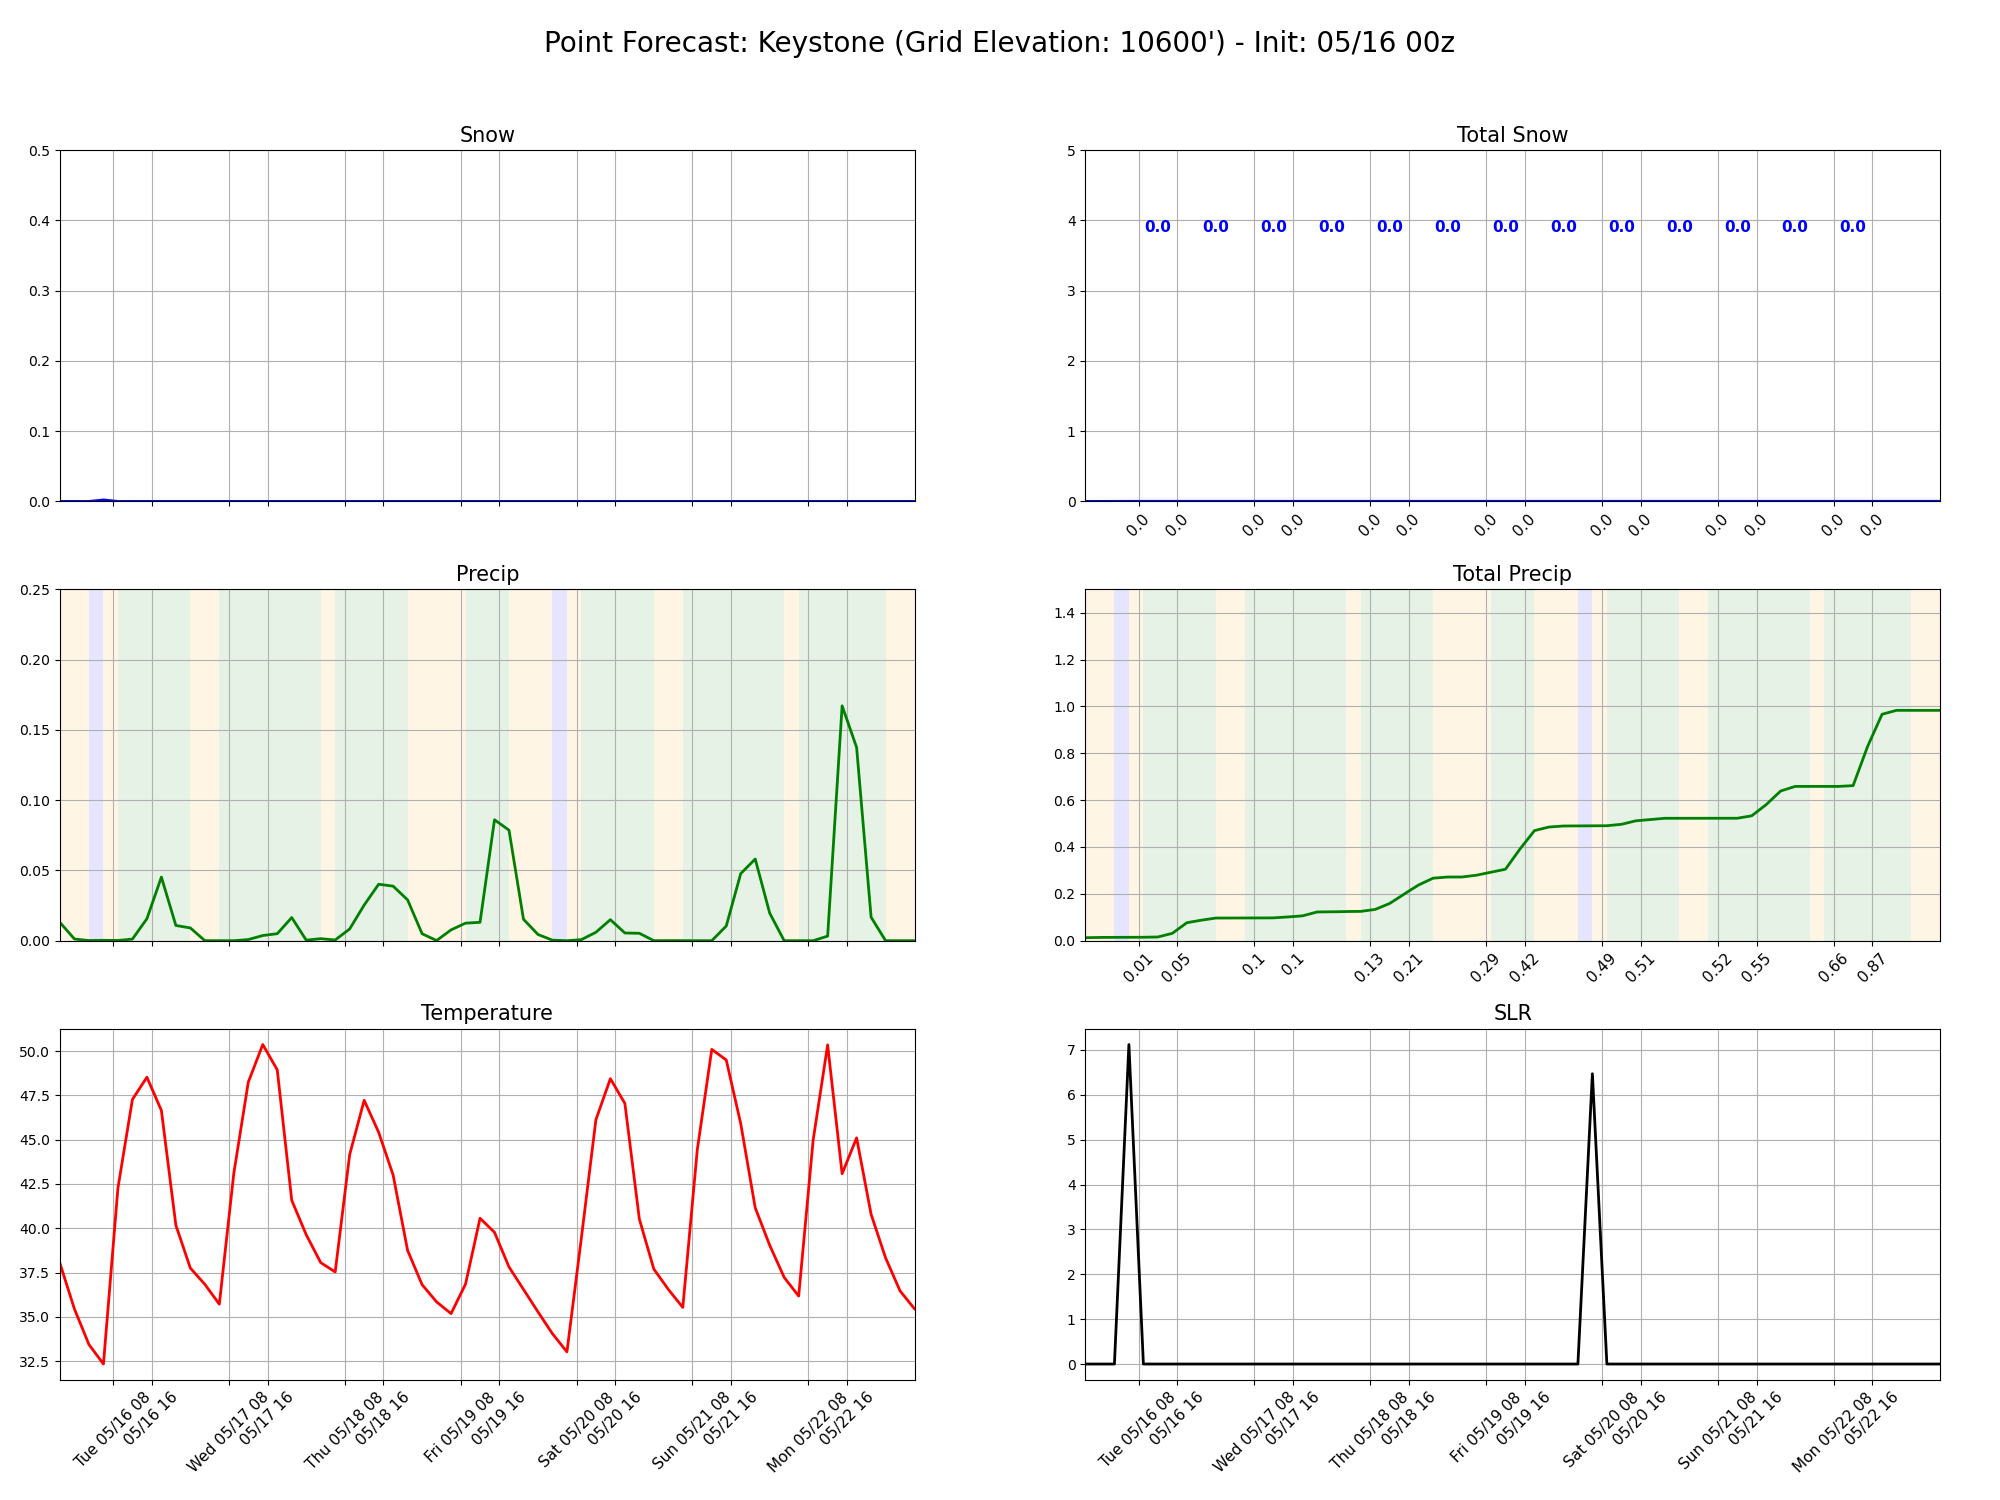 Point Forecast: Keystone (Grid Elevation: 10600') - Init: 05/16 00z
Snow
0.5
0.4
0.3
0.2
0.1
0.0
Total Snow
5
4
3
2
1
0
0.0 0.0 0.0 0.0 0.0 0.0 0.0 0.0 0.0 0.0 0.0 0.0 0.0
0.0 0.0 0.0 0.0 0.0 0.0 0.0 0.0 0.0 0.0 0.0 0.0 0.0 0.0
Precip
0.25
0.20
0.15
0.10
0.05
0.00
Total Precip
1.4
1.2
1.0
0.8
0.6
0.4
0.2
0.0
0.01 0.05 0.1 0.1 0.13 0.21 0.29 0.42 0.49 0.51 0.52 0.55 0.66 0.87
Temperature
50.0
47.5
45.0
42.5
40.0
37.5
35.0
32.5
Tue 05/16 08
05/16 16
Wed 05/17 08
05/17 16
Thu 05/18 08
05/18 16
Fri 05/19 08
05/19 16
Sat 05/20 08
05/20 16
Sun 05/21 08
05/21 16
Mon 05/22 08
05/22 16
SLR
7
6
5
4
3
2
1
0
Tue 05/16 08
05/16 16
Wed 05/17 08
05/17 16
Thu 05/18 08
05/18 16
Fri 05/19 08
05/19 16
Sat 05/20 08
05/20 16
Sun 05/21 08
05/21 16
Mon 05/22 08
05/22 16